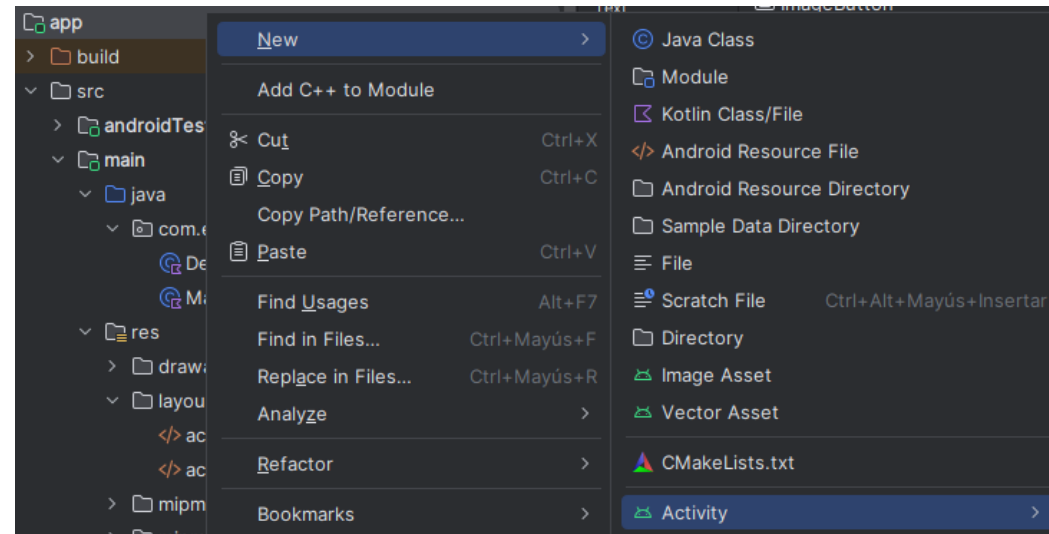 app
build
src
androidTes
main
java
com.e
De
Ma
res
drawa
layou
ac
ac
mipm
New
Add C++ to Module
Cut Ctrl+X
Copy Ctrl+C
Copy Path/Reference...
Paste Ctrl+V
Find Usages Alt+F7
Find in Files... Ctrl+Mayús+F
Replace in Files... Ctrl+Mayús+R
Analyze
Refactor
Bookmarks
Text
ImageButton
Java Class
Module
Kotlin Class/File
Android Resource File
Android Resource Directory
Sample Data Directory
File
Scratch File Ctrl+Alt+Mayús+Insertar
Directory
Image Asset
Vector Asset
CMakeLists.txt
Activity